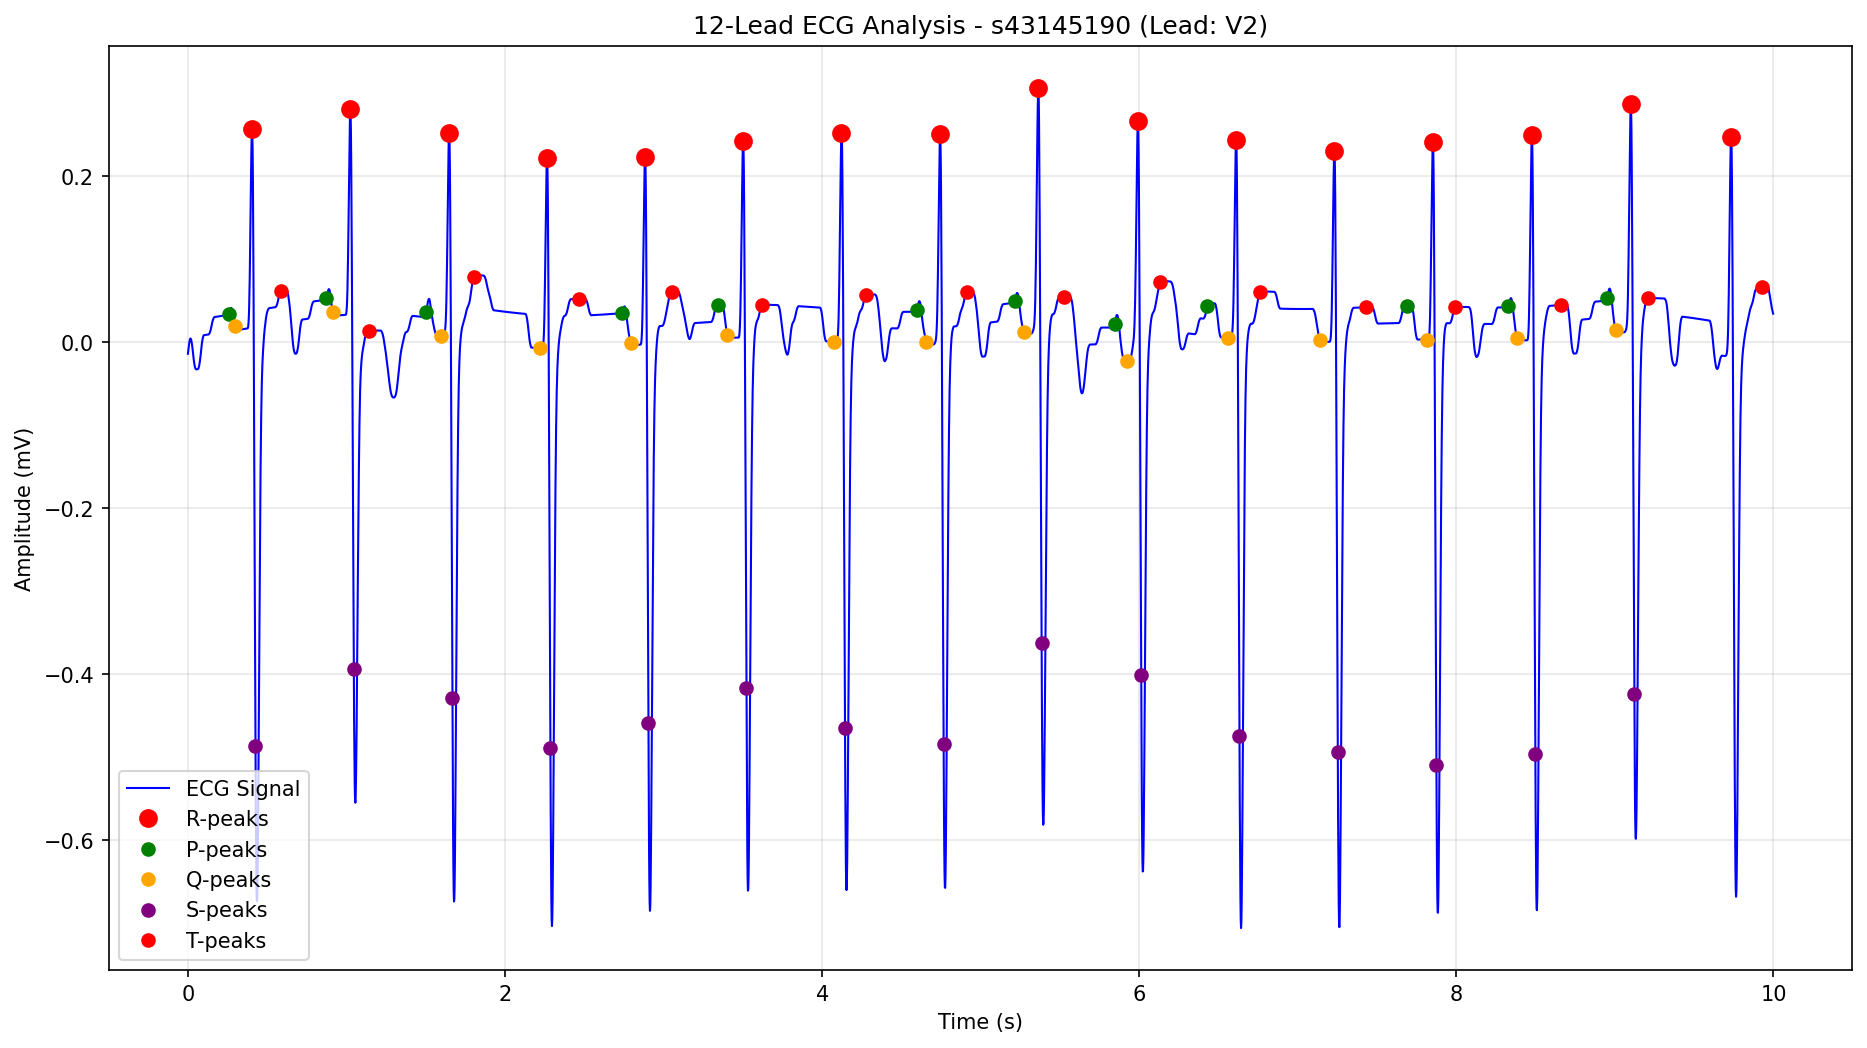 12-Lead ECG Analysis - s43145190 (Lead: V2)
Amplitude (mV)
0.2
0.0
−0.2
−0.4
−0.6
ECG Signal
R-peaks
P-peaks
Q-peaks
S-peaks
T-peaks
0 2 4 6 8 10
Time (s)